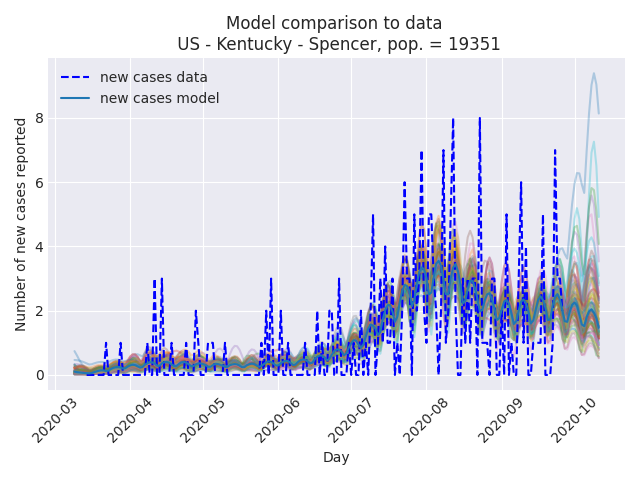 Model comparison to data
US - Kentucky - Spencer, pop. = 19351
new cases data
new cases model
Number of new cases reported
8
6
4
2
0
2020-03
2020-04
2020-05
2020-06
2020-07
2020-08
2020-09
2020-10
Day